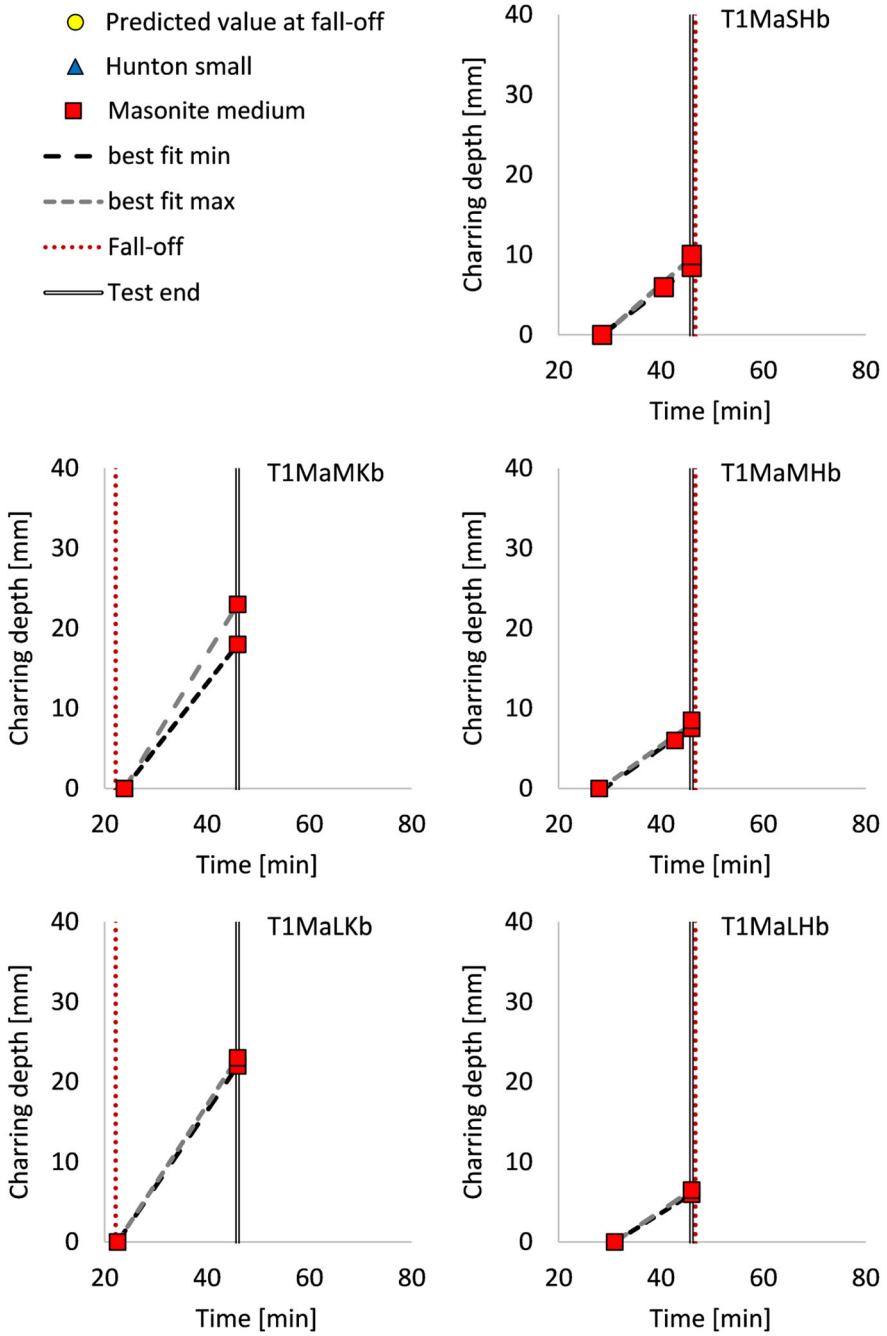 Predicted value at fall-off
Hunton small
Masonite medium
best fit min
best fit max
Fall-off
Test end
T1MaSHb
Charring depth [mm]
40
30
20
10
0
20 40 60 80
Time [min]
T1MaMKb
Charring depth [mm]
40
30
20
10
0
20 40 60 80
Time [min]
T1MaMHb
Charring depth [mm]
40
30
20
10
0
20 40 60 80
Time [min]
T1MaLKb
Charring depth [mm]
40
30
20
10
0
20 40 60 80
Time [min]
T1MaLHb
Charring depth [mm]
40
30
20
10
0
20 40 60 80
Time [min]